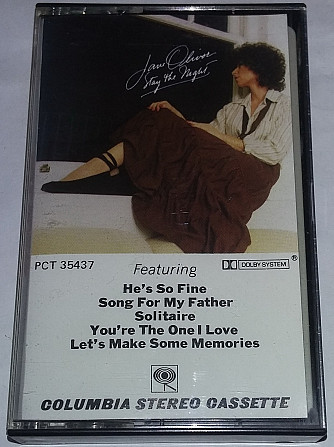 Jane Olivor
Stay the Night
PCT 35437
Featuring
DOLBY SYSTEM ®
He's So Fine
Song For My Father
Solitaire
You're The One I Love
Let's Make Some Memories
COLUMBIA STEREO CASSETTE